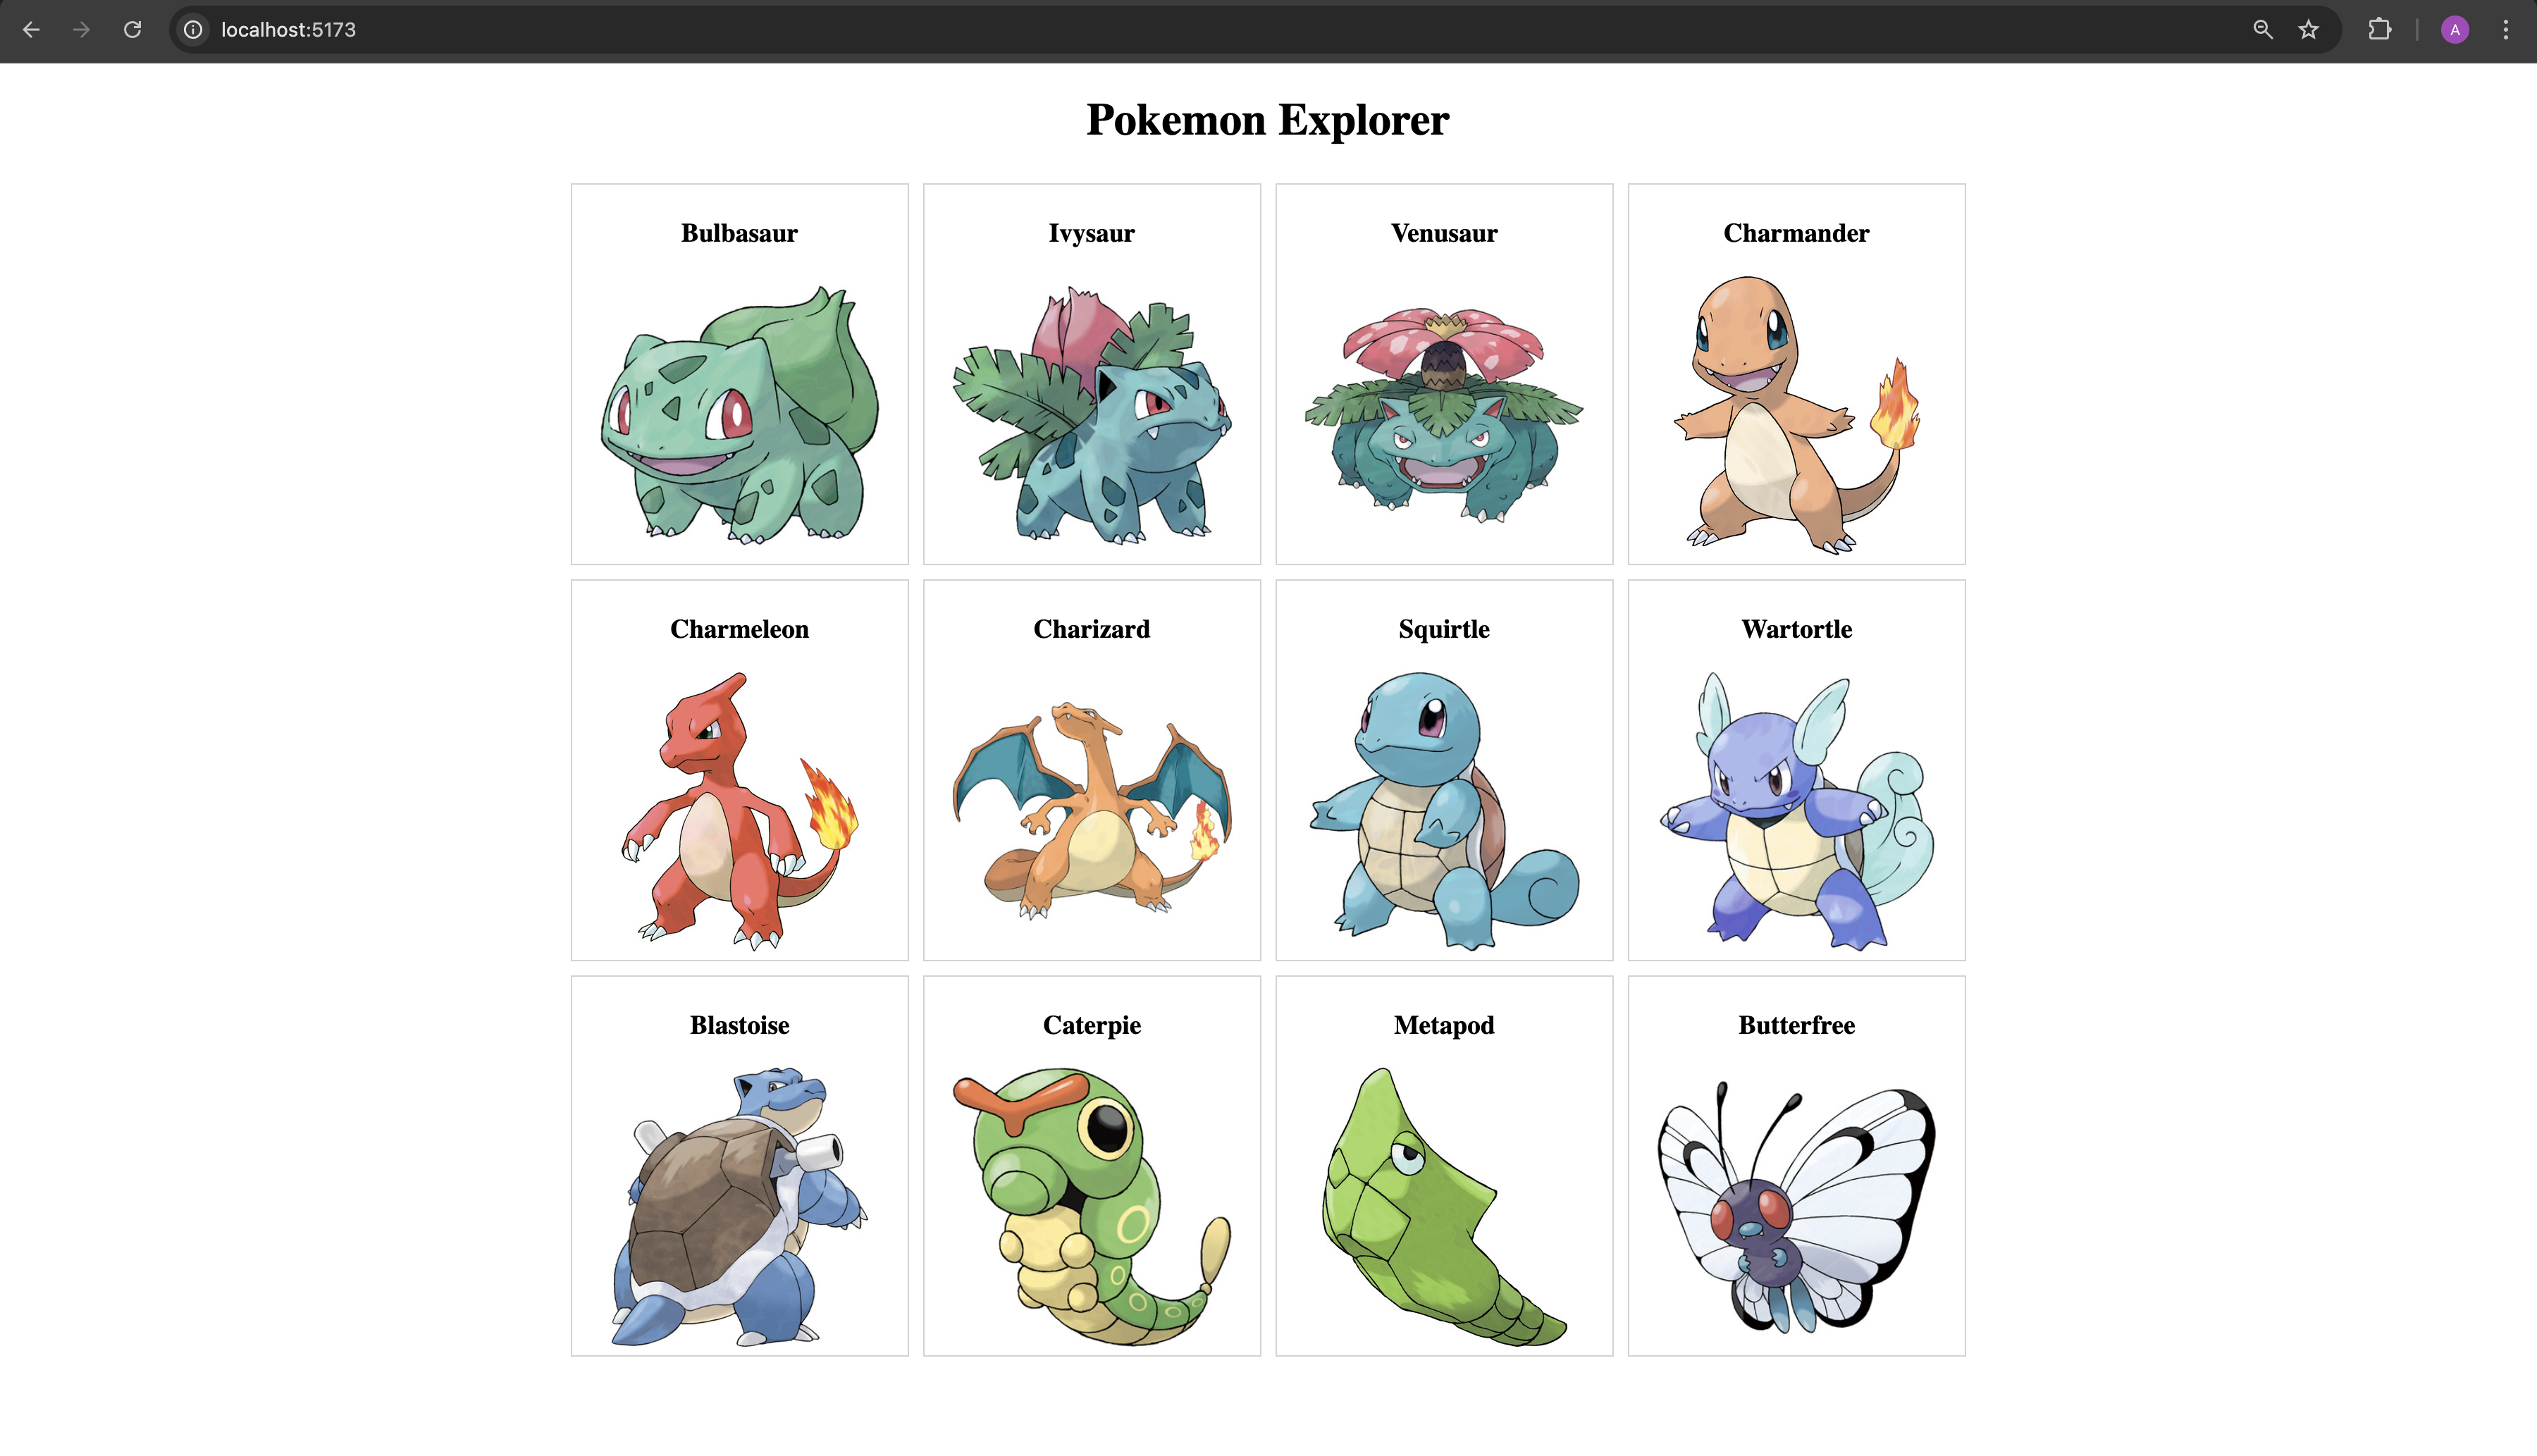 localhost:5173
A
Pokemon Explorer
Bulbasaur
Ivysaur
Venusaur
Charmander
Charmeleon
Charizard
Squirtle
Wartortle
Blastoise
Caterpie
Metapod
Butterfree